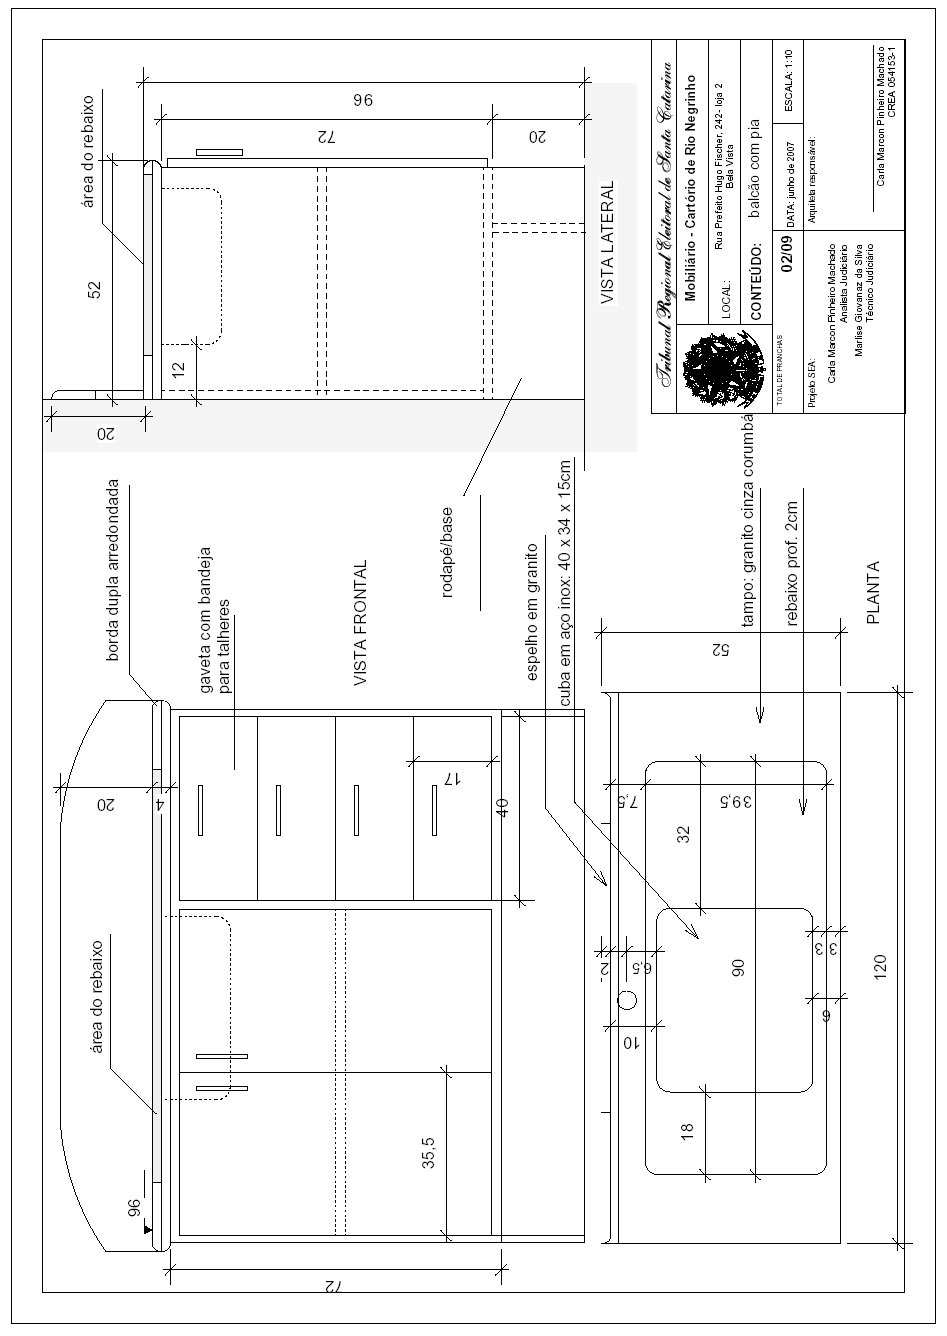 área do rebaixo
96
72
20
52
12
20
VISTA LATERAL
borda dupla arredondada
gaveta com bandeja
para talheres
VISTA FRONTAL
rodapé/base
espelho em granito
cuba em aço inox: 40 x 34 x 15cm
tampo: granito cinza corumbá
rebaixo prof. 2cm
PLANTA
20
4
17
40
área do rebaixo
96
35,5
72
52
7,5
39,5
32
2
6,5
90
3
3
6
10
18
120
Tribunal Regional Eleitoral de Santa Catarina
Mobiliário - Cartório de Rio Negrinho
LOCAL:
Rua Prefeito Hugo Fischer, 242- loja 2
Bela Vista
CONTEÚDO:
balcão com pia
TOTAL DE PRANCHAS
02/09
DATA: junho de 2007
ESCALA: 1:10
Projeto SEA:
Carla Marcon Pinheiro Machado
Analista Judiciário
Marilise Giovanaz da Silva
Técnico Judiciário
Arquiteta responsável:
Carla Marcon Pinheiro Machado
CREA 054153-1